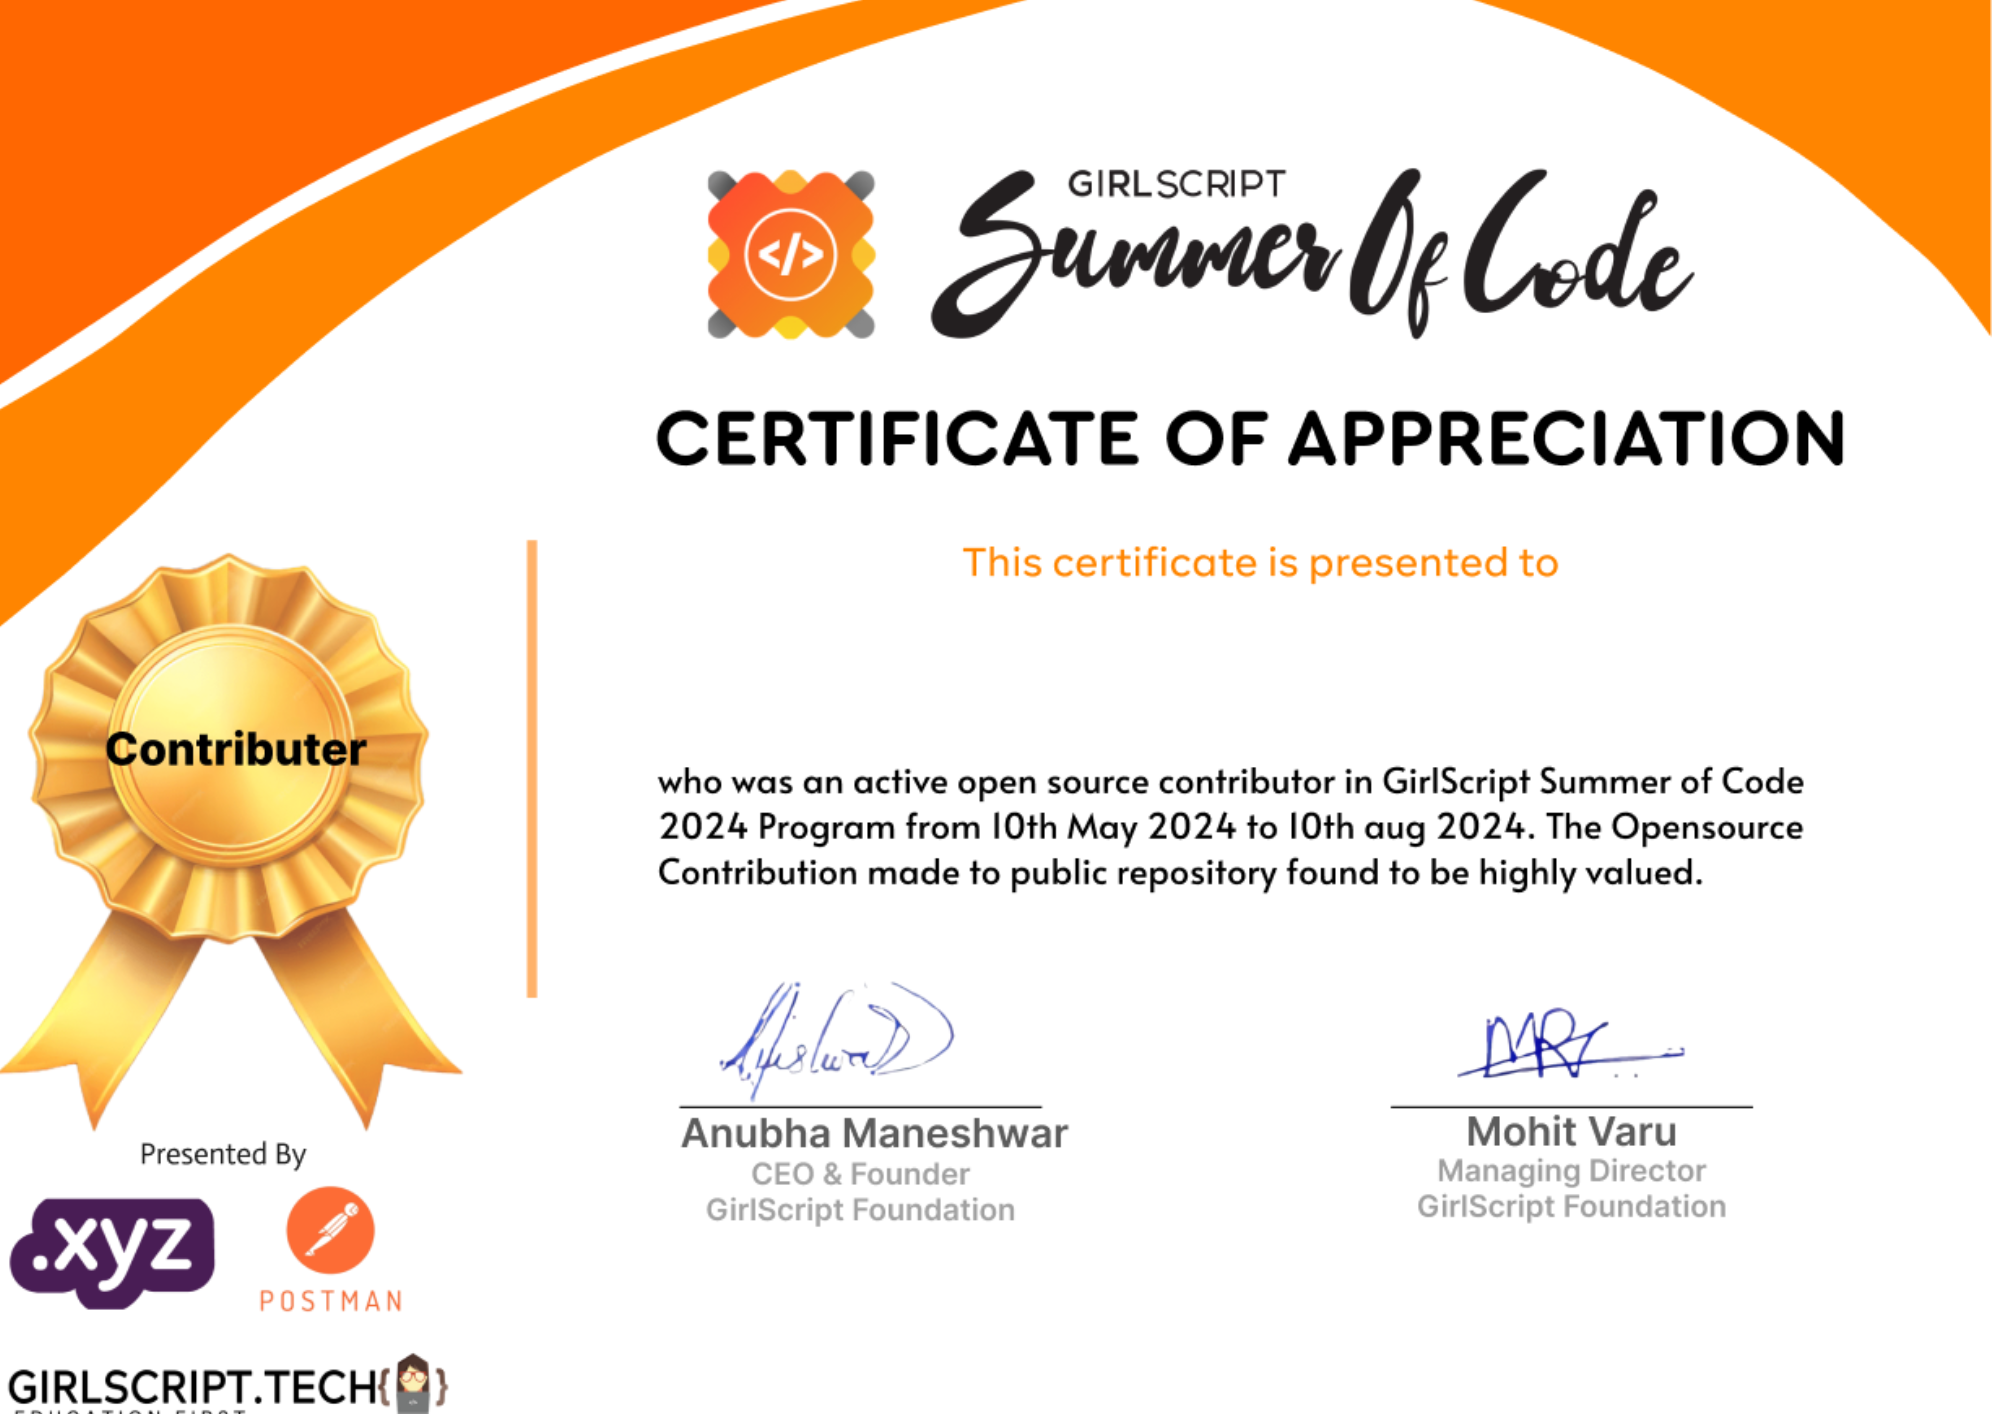 GIRLSCRIPT
Summer Of Code
</>
CERTIFICATE OF APPRECIATION
This certificate is presented to
Contributer
who was an active open source contributor in GirlScript Summer of Code
2024 Program from 10th May 2024 to 10th aug 2024. The Opensource
Contribution made to public repository found to be highly valued.
Anubha Maneshwar
CEO & Founder
GirlScript Foundation
Mohit Varu
Managing Director
GirlScript Foundation
Presented By
.xyz
POSTMAN
GIRLSCRIPT.TECH{ }
EDUCATION FIRST